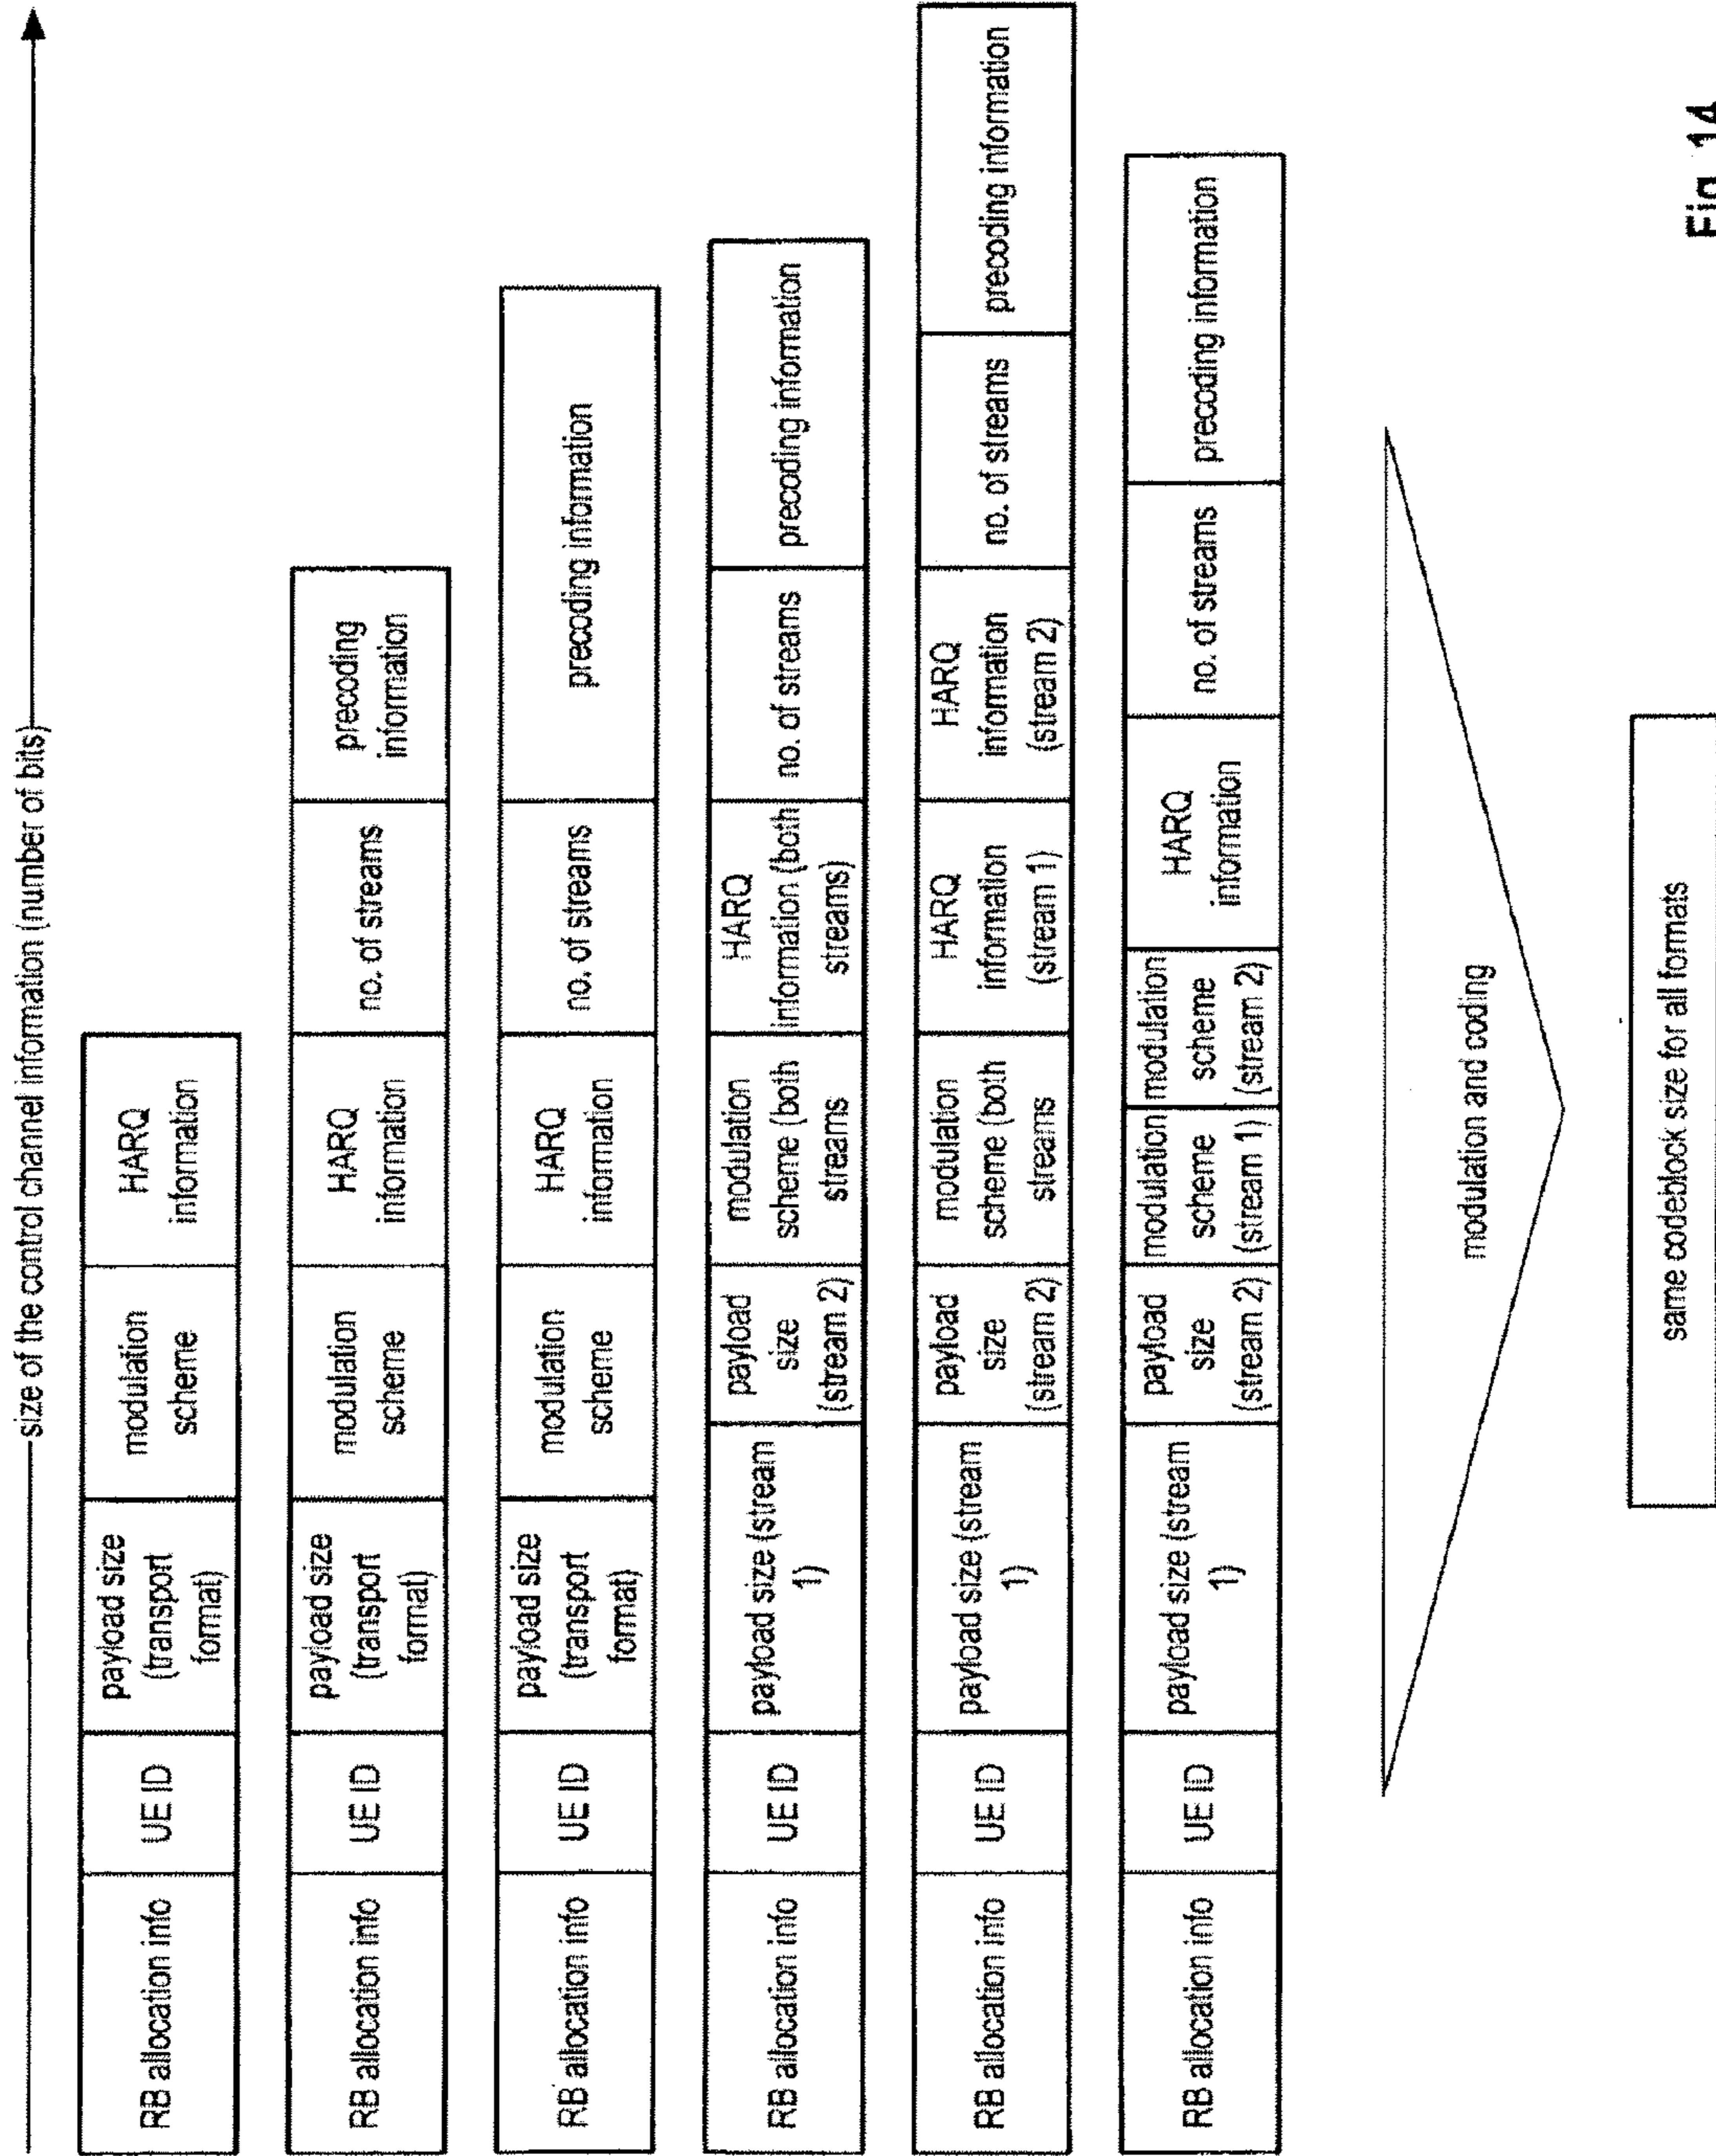 size of the control channel information (number of bits)
RB allocation info
UE ID
payload size
(transport
format)
modulation
scheme
HARQ
information
RB allocation info
UE ID
payload size
(transport
format)
modulation
scheme
HARQ
information
no. of streams
precoding
information
RB allocation info
UE ID
payload size
(transport
format)
modulation
scheme
HARQ
information
no. of streams
precoding information
RB allocation info
UE ID
payload size (stream
1)
payload
size
(stream 2)
modulation
scheme (both
streams
HARQ
information (both
streams)
no. of streams
precoding information
RB allocation info
UE ID
payload size (stream
1)
payload
size
(stream 2)
modulation
scheme (both
streams
HARQ
information
(stream 1)
HARQ
information
(stream 2)
no. of streams
precoding information
RB allocation info
UE ID
payload size (stream
1)
payload
size
(stream 2)
modulation
scheme
(stream 1)
modulation
scheme
(stream 2)
HARQ
information
no. of streams
precoding information
modulation and coding
same codeblock size for all formats
Fig. 14